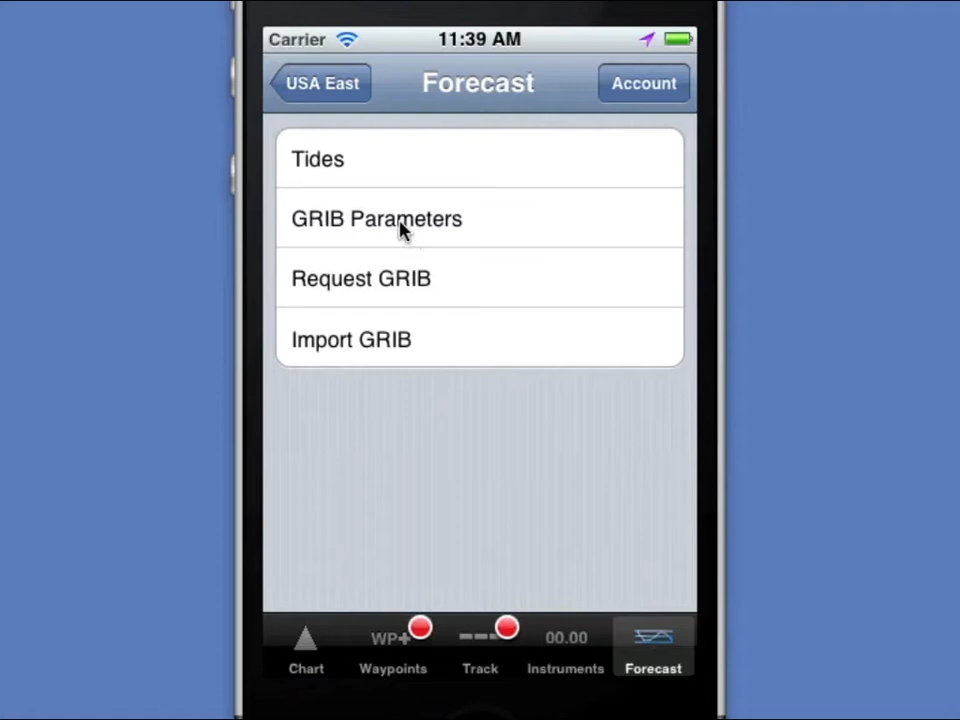 Carrier 11:39 AM
USA East Forecast Account
Tides
GRIB Parameters
Request GRIB
Import GRIB
WP+ 00.00
Chart Waypoints Track Instruments Forecast